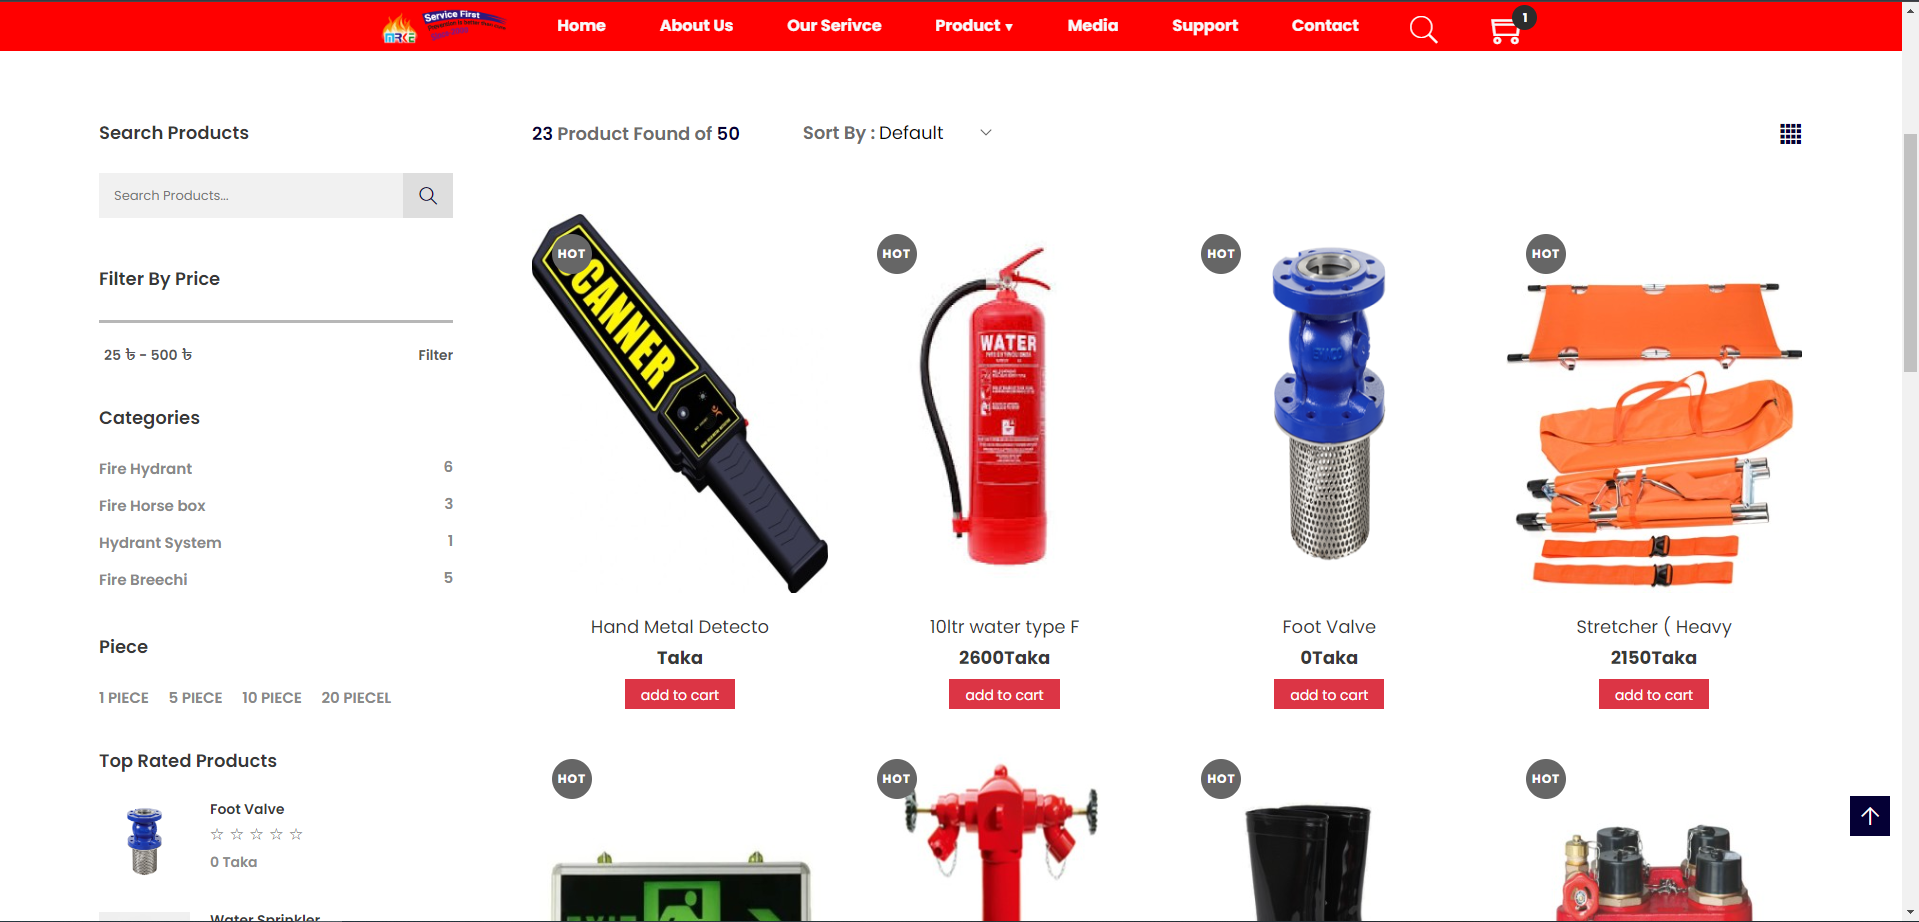 Service First
Home About Us Our Serivce Product ▾ Media Support Contact 1
Search Products
23 Product Found of 50
Sort By : Default
Search Products...
Filter By Price
25 ৳ - 500 ৳ Filter
Categories
Fire Hydrant 6
Fire Horse box 3
Hydrant System 1
Fire Breechi 5
Piece
1 PIECE 5 PIECE 10 PIECE 20 PIECEL
Top Rated Products
Foot Valve
☆ ☆ ☆ ☆ ☆
0 Taka
Water Sprinkler
HOT HOT HOT HOT
CANNER
WATER
Hand Metal Detecto
Taka
add to cart
10ltr water type F
2600Taka
add to cart
Foot Valve
0Taka
add to cart
Stretcher ( Heavy
2150Taka
add to cart
HOT HOT HOT HOT
EXIT